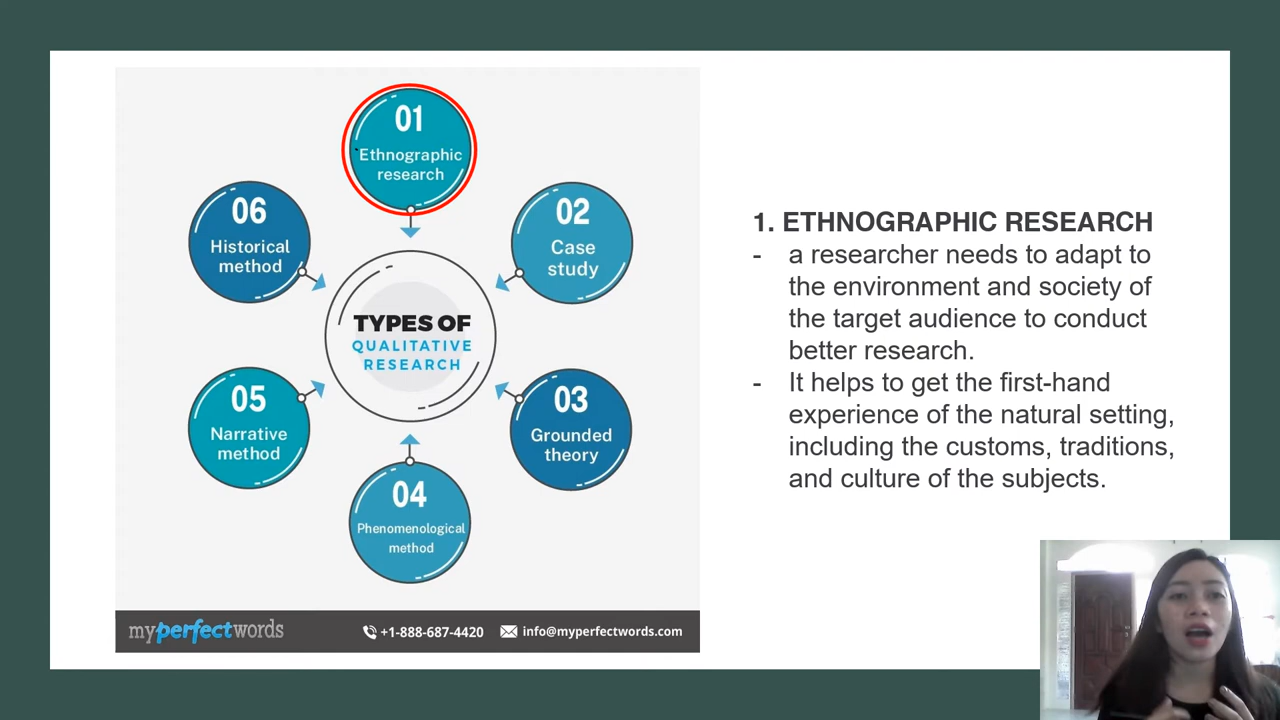 01
Ethnographic
research
02
Case
study
03
Grounded
theory
04
Phenomenological
method
05
Narrative
method
06
Historical
method
TYPES OF
QUALITATIVE
RESEARCH
myperfectwords
+1-888-687-4420
info@myperfectwords.com
1. ETHNOGRAPHIC RESEARCH
- a researcher needs to adapt to
the environment and society of
the target audience to conduct
better research.
- It helps to get the first-hand
experience of the natural setting,
including the customs, traditions,
and culture of the subjects.